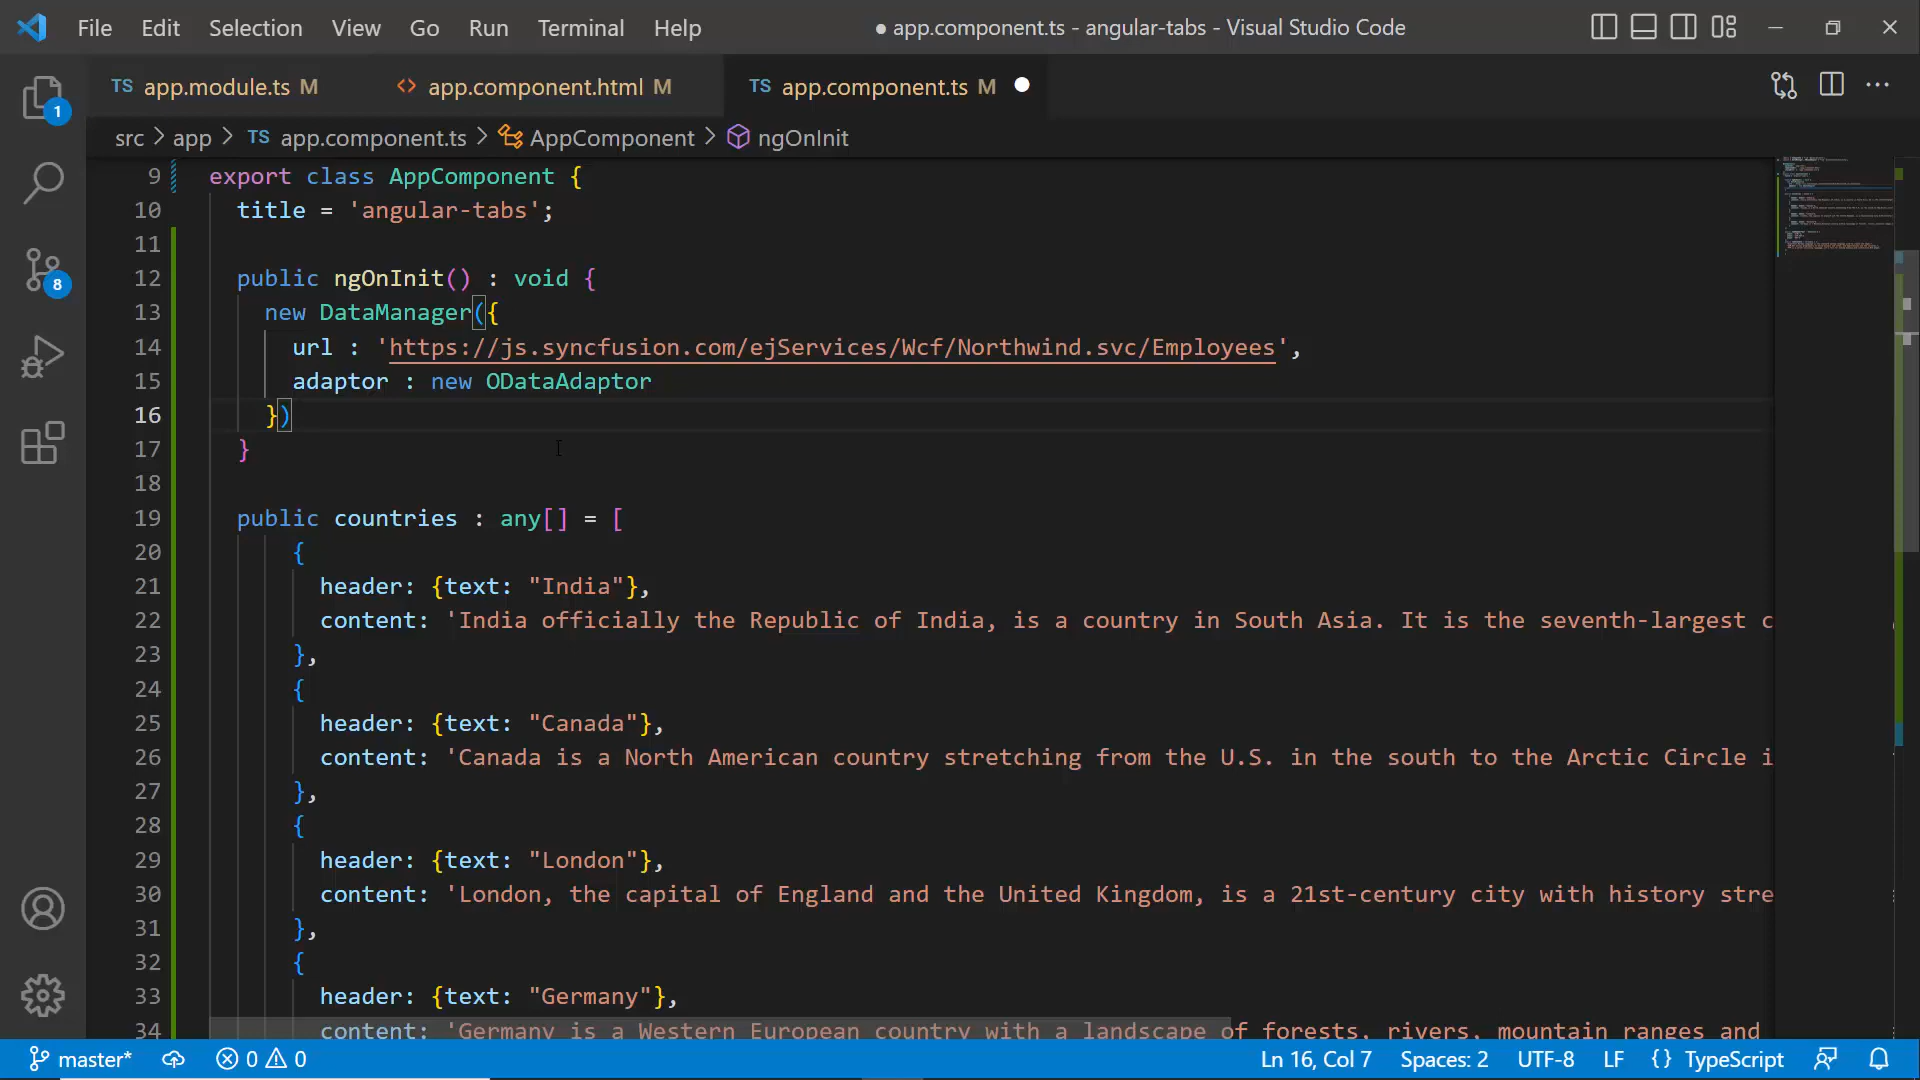 File Edit Selection View Go Run Terminal Help ● app.component.ts - angular-tabs - Visual Studio Code
TS app.module.ts M <> app.component.html M TS app.component.ts M
src > app > TS app.component.ts > AppComponent > ngOnInit
1
8
9 export class AppComponent {
10 title = 'angular-tabs';
11
12 public ngOnInit() : void {
13 new DataManager({
14 url : 'https://js.syncfusion.com/ejServices/Wcf/Northwind.svc/Employees',
15 adaptor : new ODataAdaptor
16 })
17 }
18
19 public countries : any[] = [
20 {
21 header: {text: "India"},
22 content: 'India officially the Republic of India, is a country in South Asia. It is the seventh-largest c
23 },
24 {
25 header: {text: "Canada"},
26 content: 'Canada is a North American country stretching from the U.S. in the south to the Arctic Circle i
27 },
28 {
29 header: {text: "London"},
30 content: 'London, the capital of England and the United Kingdom, is a 21st-century city with history stre
31 },
32 {
33 header: {text: "Germany"},
34 content: 'Germany is a Western European country with a landscape of forests, rivers, mountain ranges and
master* 0 0 Ln 16, Col 7 Spaces: 2 UTF-8 LF {} TypeScript